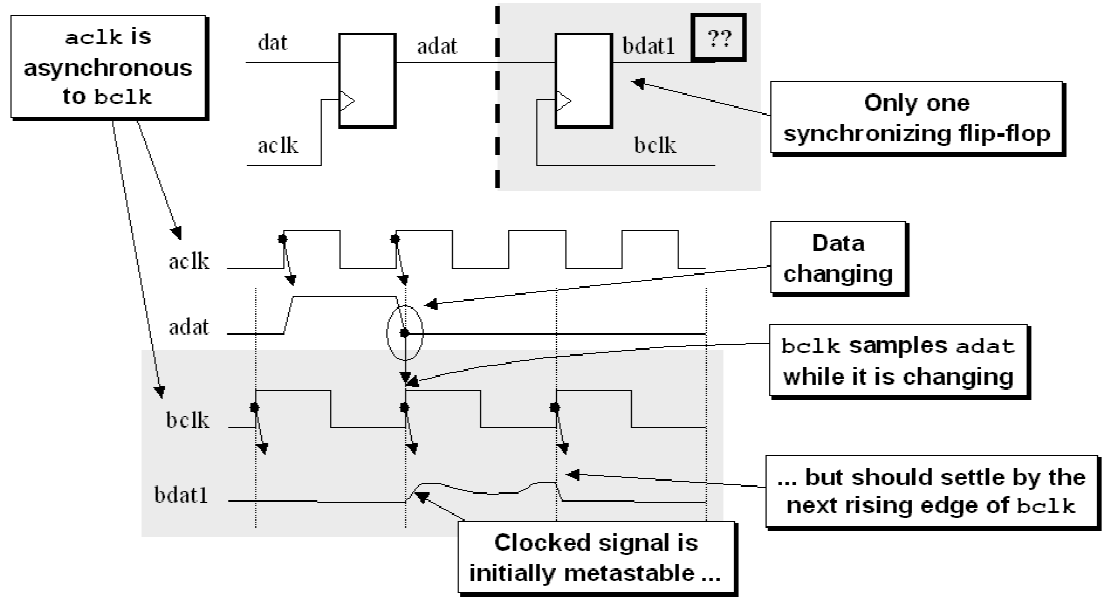 aclk is
asynchronous
to bclk
dat
adat
bdat1
??
aclk
bclk
Only one
synchronizing flip-flop
aclk
Data
changing
adat
bclk samples adat
while it is changing
bclk
bdat1
... but should settle by the
next rising edge of bclk
Clocked signal is
initially metastable ...